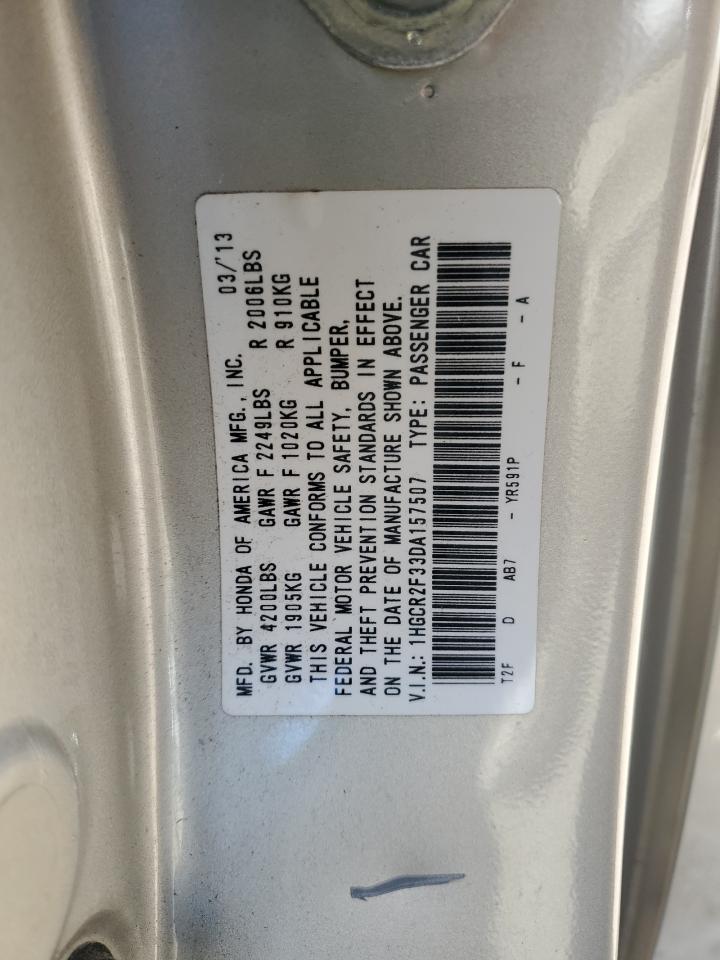 MFD. BY HONDA OF AMERICA MFG., INC. 03/'13
GVWR 4200LBS GAWR F 2249LBS R 2006LBS
GVWR 1905KG GAWR F 1020KG R 910KG
THIS VEHICLE CONFORMS TO ALL APPLICABLE
FEDERAL MOTOR VEHICLE SAFETY, BUMPER,
AND THEFT PREVENTION STANDARDS IN EFFECT
ON THE DATE OF MANUFACTURE SHOWN ABOVE.
V.I.N.: 1HGCR2F33DA157507 TYPE: PASSENGER CAR
T2F D AB7 - YR591P - F - A